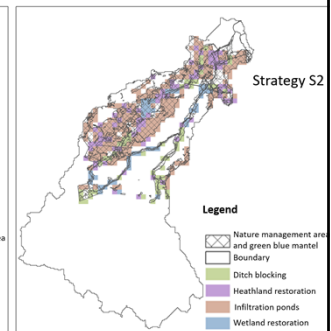 Strategy S2
Legend
Nature management area
and green blue mantel
Boundary
Ditch blocking
Heathland restoration
Infiltration ponds
Wetland restoration